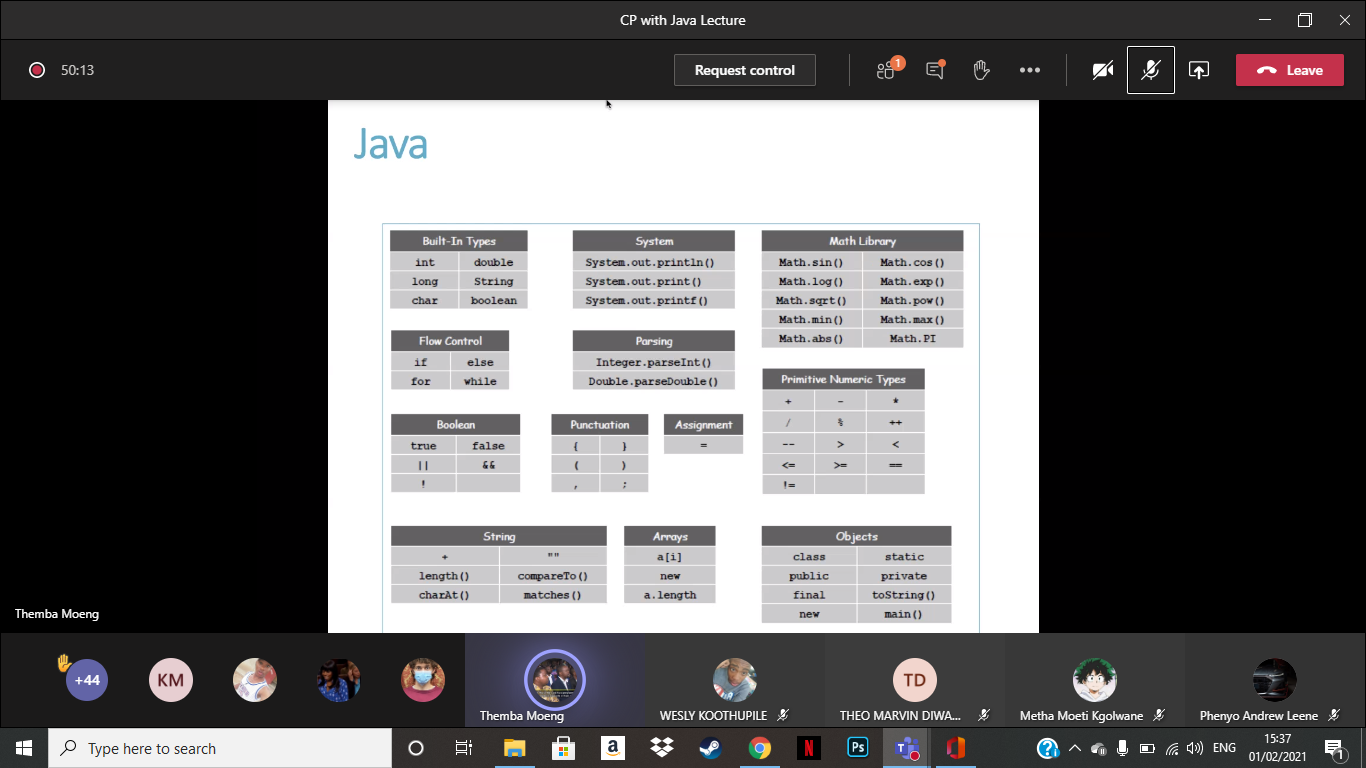 CP with Java Lecture
50:13
Request control
1
Leave
Java
Built-In Types
int double
long String
char boolean
System
System.out.println()
System.out.print()
System.out.printf()
Math Library
Math.sin() Math.cos()
Math.log() Math.exp()
Math.sqrt() Math.pow()
Math.min() Math.max()
Math.abs() Math.PI
Flow Control
if else
for while
Parsing
Integer.parseInt()
Double.parseDouble()
Primitive Numeric Types
+ - *
/ % ++
-- > <
<= >= ==
!=
Boolean
true false
|| &&
!
Punctuation
{ }
( )
, ;
Assignment
=
String
+ ""
length() compareTo()
charAt() matches()
Arrays
a[i]
new
a.length
Objects
class static
public private
final toString()
new main()
Themba Moeng
+44
KM
Themba Moeng
WESLY KOOTHUPILE
TD
THEO MARVIN DIWA...
Metha Moeti Kgolwane
Phenyo Andrew Leene
Type here to search
a
N
Ps
ENG
15:37
01/02/2021
1